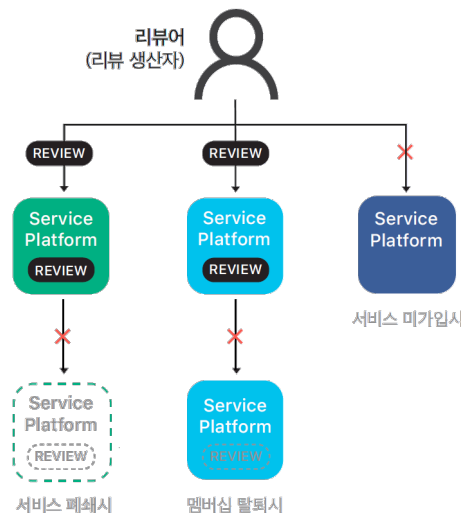 리뷰어
(리뷰 생산자)
REVIEW
REVIEW
Service
Platform
REVIEW
Service
Platform
REVIEW
Service
Platform
서비스 미가입시
Service
Platform
REVIEW
Service
Platform
REVIEW
서비스 폐쇄시
멤버십 탈퇴시